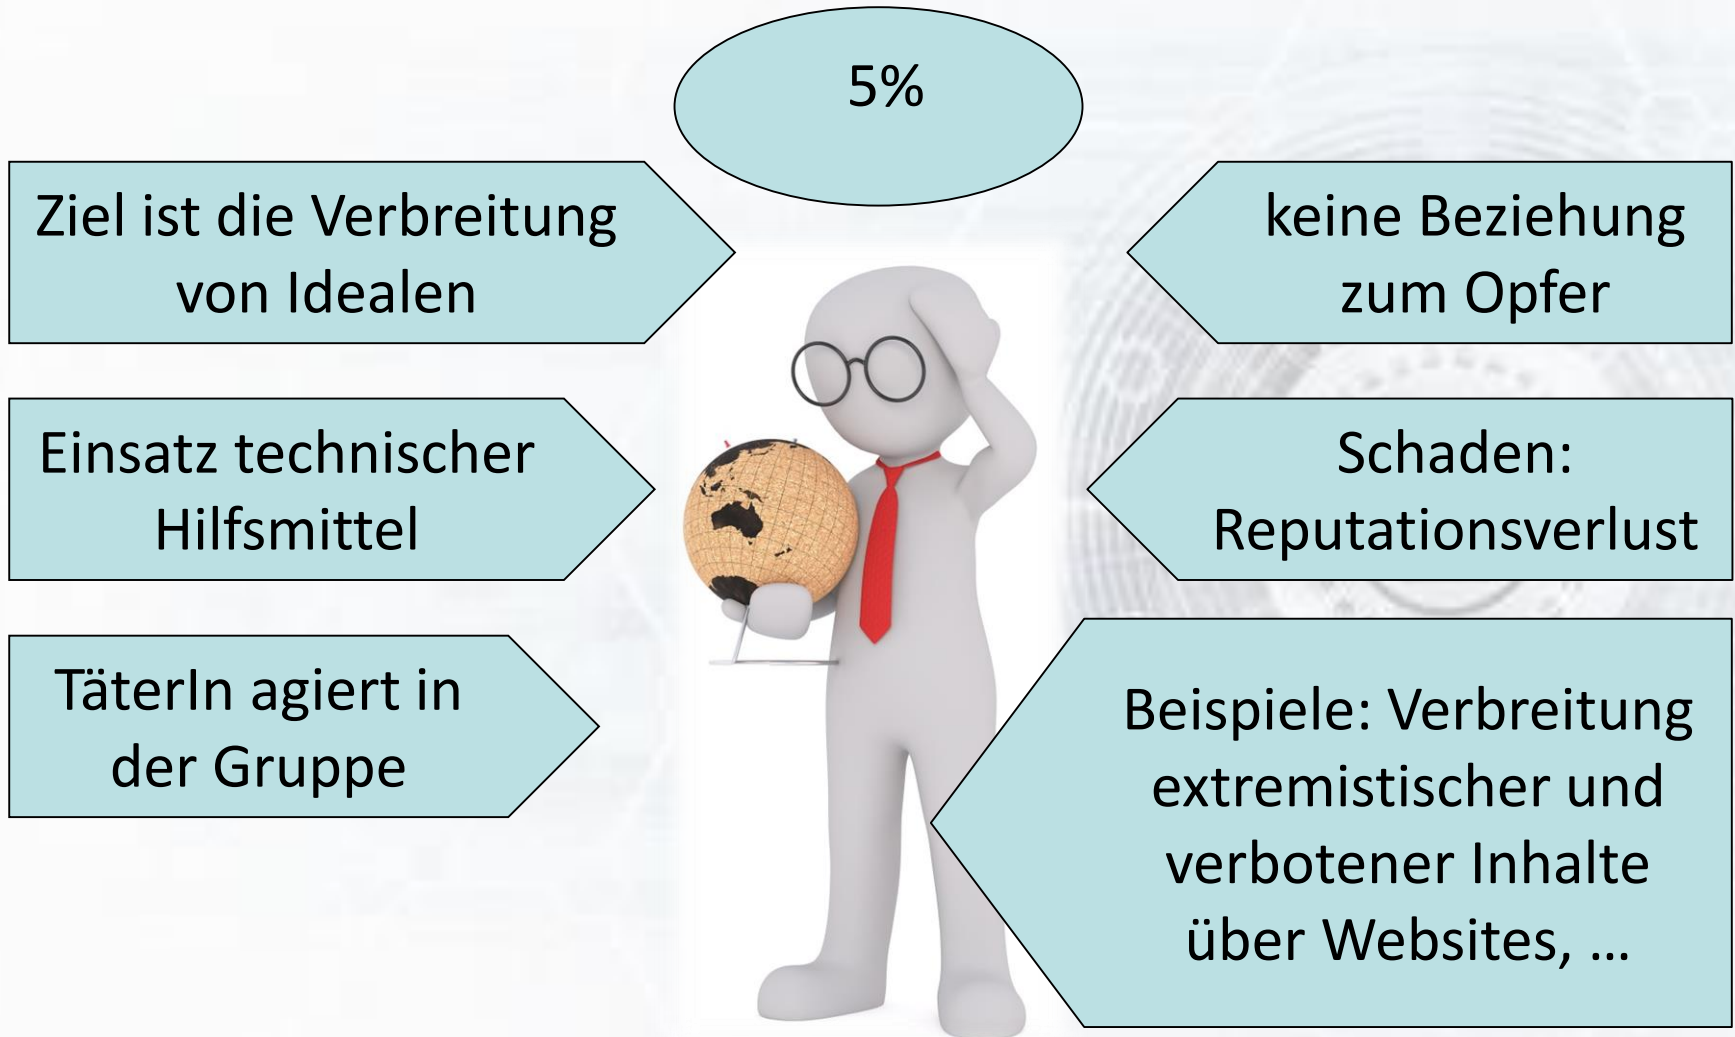 5%
Ziel ist die Verbreitung
von Idealen
keine Beziehung
zum Opfer
Einsatz technischer
Hilfsmittel
Schaden:
Reputationsverlust
TäterIn agiert in
der Gruppe
Beispiele: Verbreitung
extremistischer und
verbotener Inhalte
über Websites, …